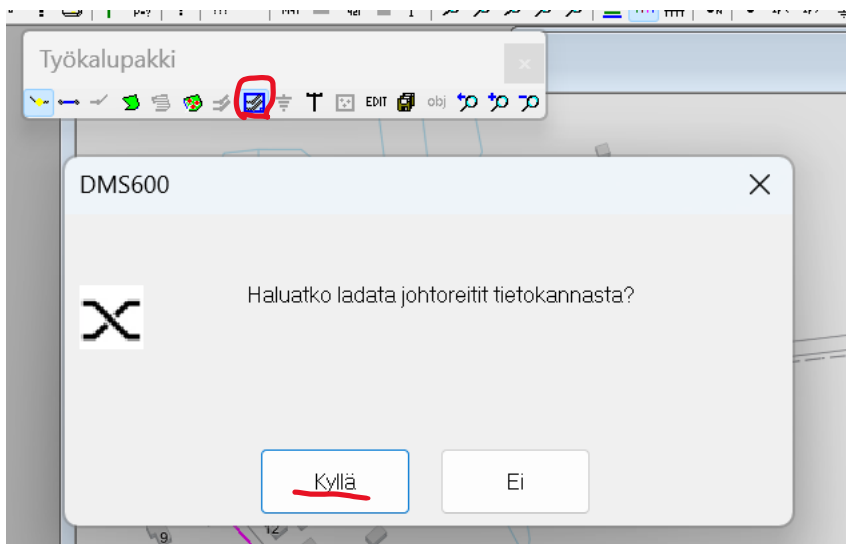 Työkalupakki
EDIT obj
DMS600
Haluatko ladata johtoreitit tietokannasta?
Kyllä
Ei
9
12